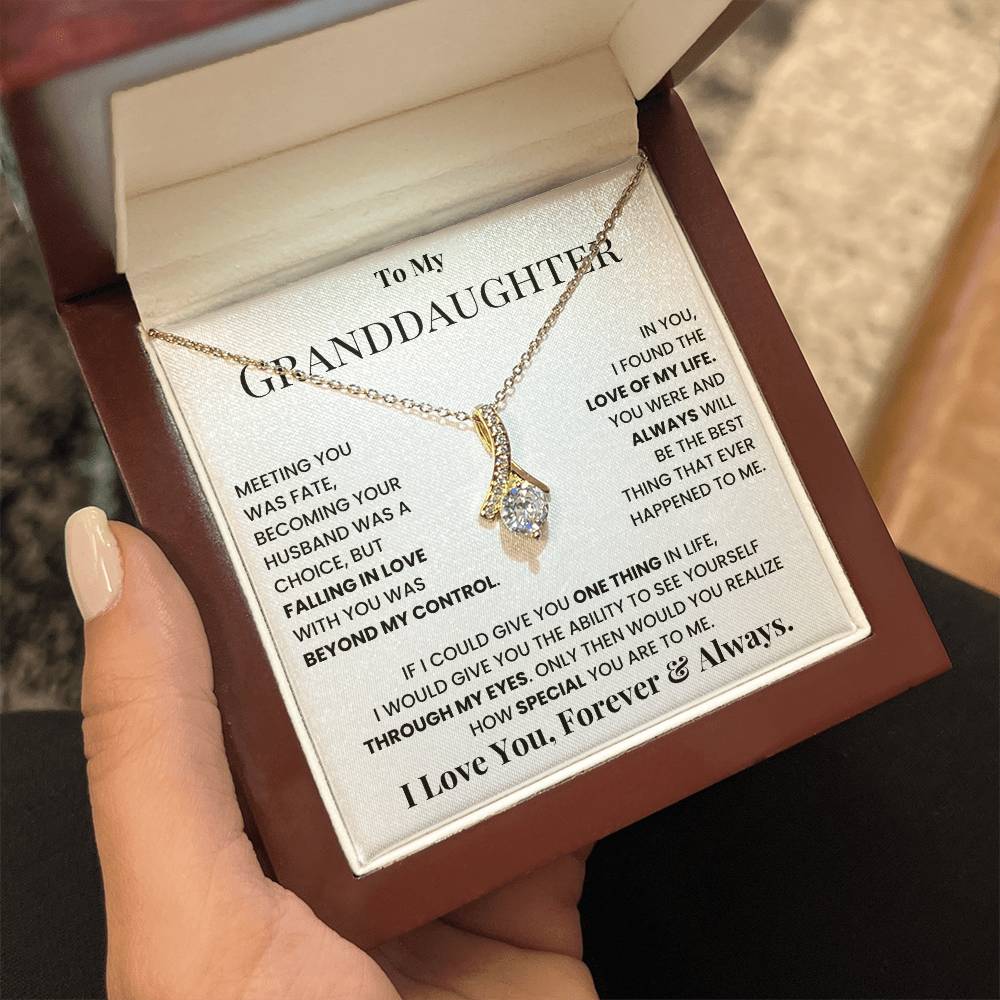 To My
GRANDDAUGHTER
MEETING YOU
WAS FATE,
BECOMING YOUR
HUSBAND WAS A
CHOICE, BUT
FALLING IN LOVE
WITH YOU WAS
BEYOND MY CONTROL.
IN YOU,
I FOUND THE
LOVE OF MY LIFE.
YOU WERE AND
ALWAYS WILL
BE THE BEST
THING THAT EVER
HAPPENED TO ME.
IF I COULD GIVE YOU ONE THING IN LIFE,
I WOULD GIVE YOU THE ABILITY TO SEE YOURSELF
THROUGH MY EYES. ONLY THEN WOULD YOU REALIZE
HOW SPECIAL YOU ARE TO ME.
I Love You, Forever & Always.